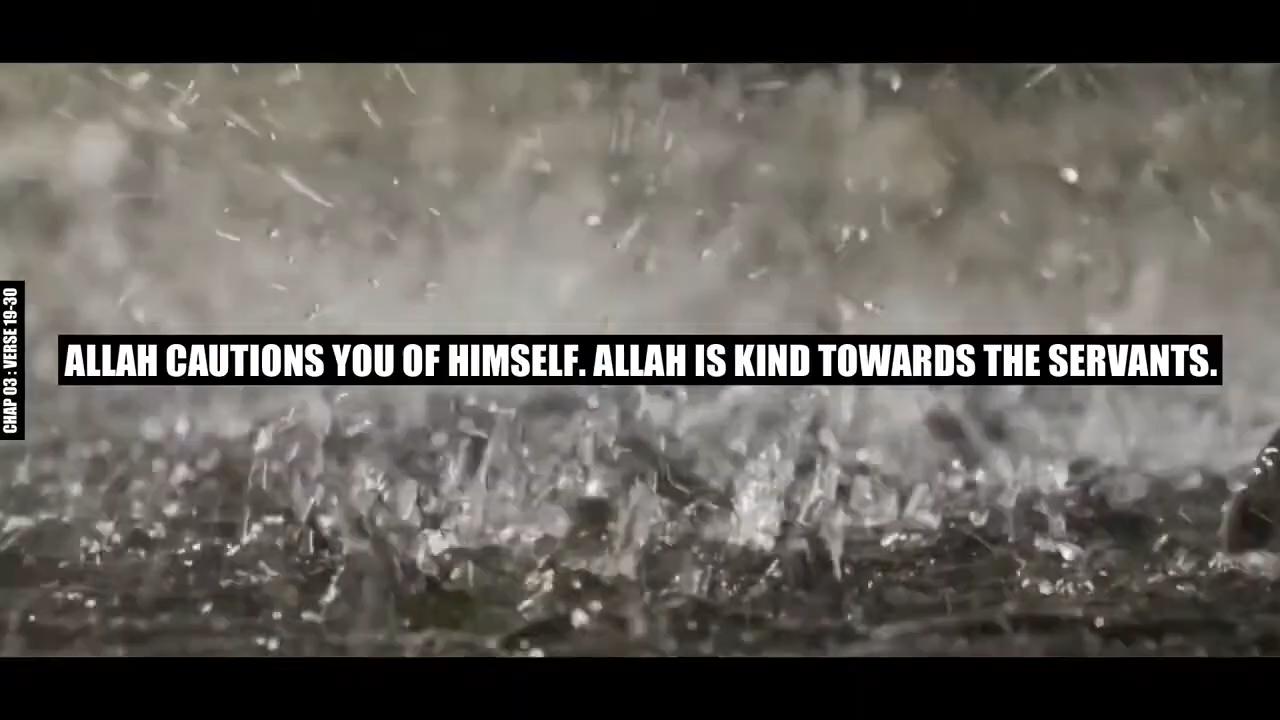 CHAP 03 : VERSE 19-30
ALLAH CAUTIONS YOU OF HIMSELF. ALLAH IS KIND TOWARDS THE SERVANTS.